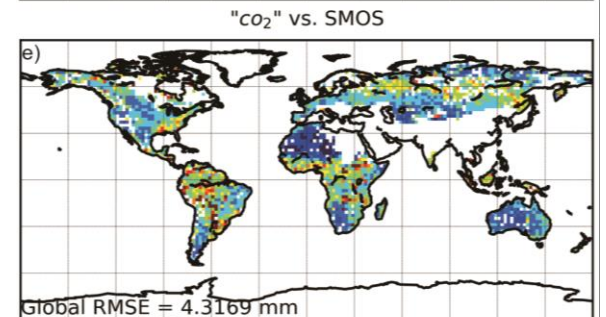 "co₂" vs. SMOS
e)
Global RMSE = 4.3169 mm